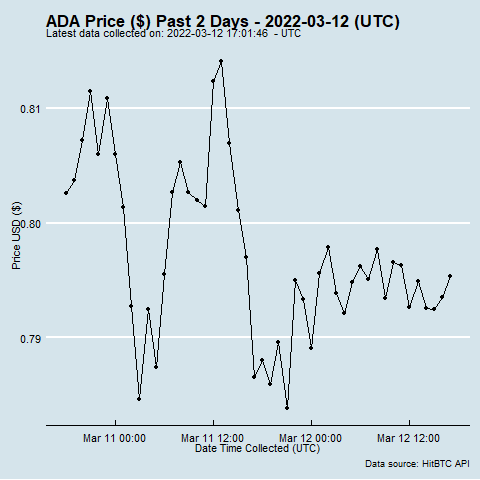 ADA Price ($) Past 2 Days - 2022-03-12 (UTC)
Latest data collected on: 2022-03-12 17:01:46 - UTC
0.81
0.80
0.79
Price USD ($)
Mar 11 00:00
Mar 11 12:00
Mar 12 00:00
Mar 12 12:00
Date Time Collected (UTC)
Data source: HitBTC API